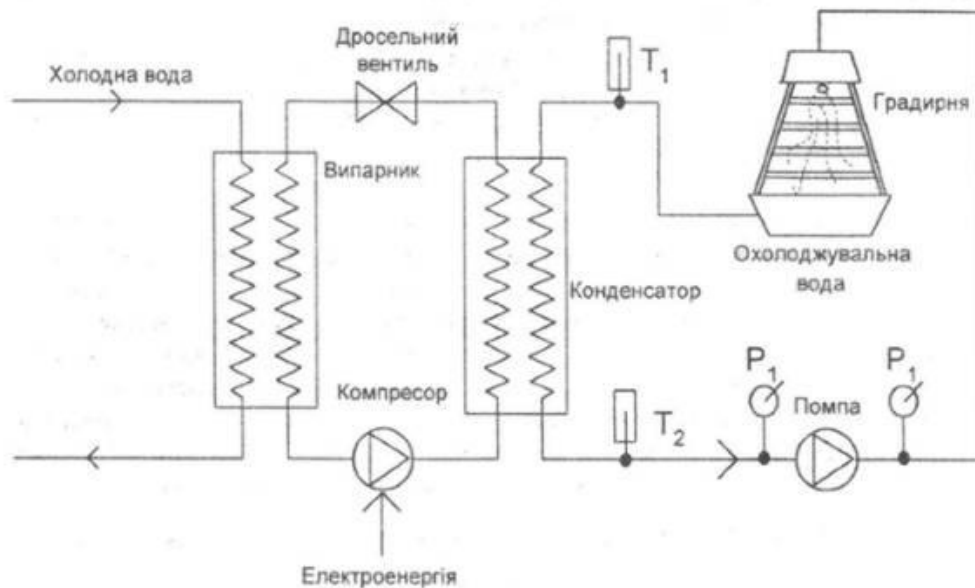 Дросельний
вентиль
Холодна вода
T₁
Градирня
Випарник
Охолоджувальна
вода
Конденсатор
P₁
P₁
Компресор
Помпа
T₂
Електроенергія